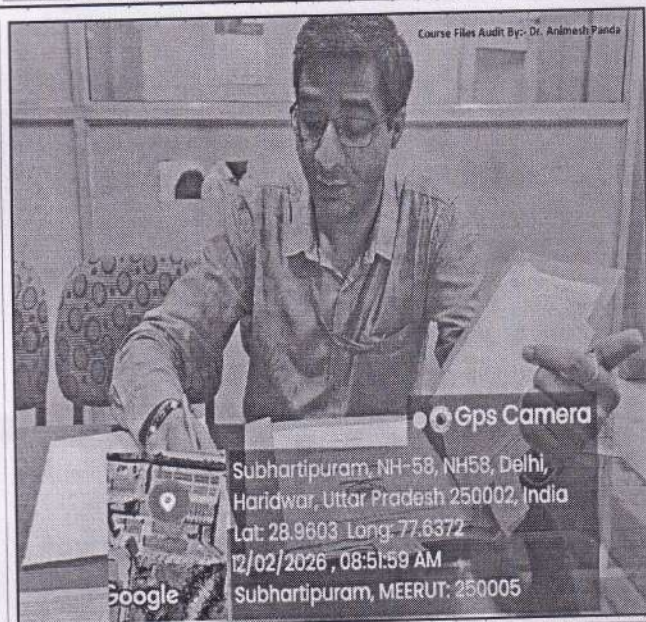 Course Files Audit By:- Dr. Animesh Panda
Gps Camera
Subhartipuram, NH-58, NH58, Delhi,
Haridwar, Uttar Pradesh 250002, India
Lat: 28.9603 Long: 77.6372
12/02/2026 , 08:51:59 AM
Subhartipuram, MEERUT: 250005
Google